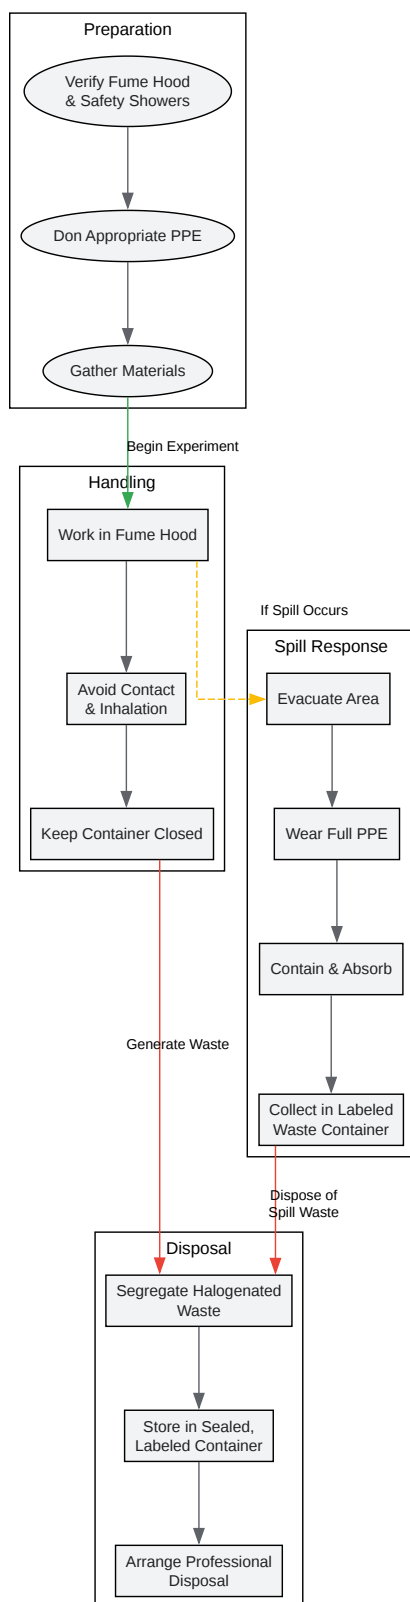 Preparation
Verify Fume Hood
& Safety Showers
Don Appropriate PPE
Gather Materials
Begin Experiment
Handling
Work in Fume Hood
If Spill Occurs
Spill Response
Avoid Contact
& Inhalation
Evacuate Area
Keep Container Closed
Wear Full PPE
Contain & Absorb
Generate Waste
Collect in Labeled
Waste Container
Dispose of
Spill Waste
Disposal
Segregate Halogenated
Waste
Store in Sealed,
Labeled Container
Arrange Professional
Disposal